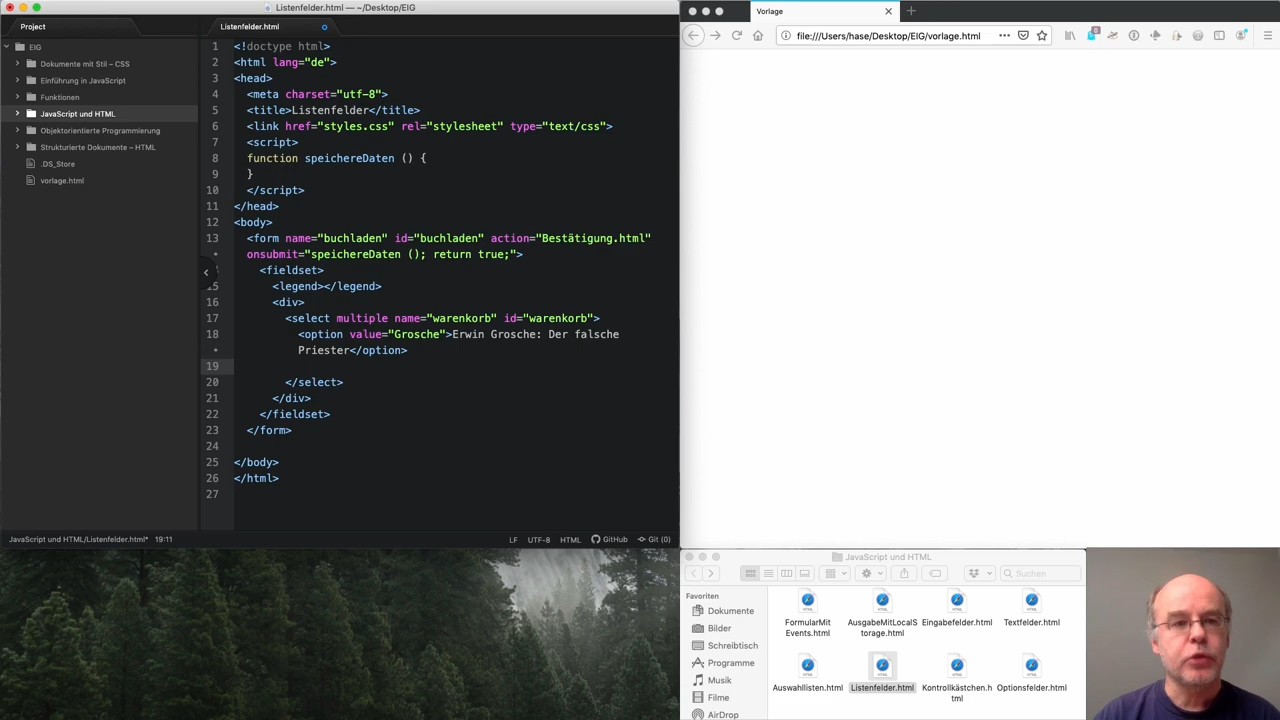 Listenfelder.html — ~/Desktop/EIG
Project
Listenfelder.html
EIG
Dokumente mit Stil – CSS
Einführung in JavaScript
Funktionen
JavaScript und HTML
Objektorientierte Programmierung
Strukturierte Dokumente – HTML
.DS_Store
vorlage.html
1 <!doctype html>
2 <html lang="de">
3 <head>
4 <meta charset="utf-8">
5 <title>Listenfelder</title>
6 <link href="styles.css" rel="stylesheet" type="text/css">
7 <script>
8 function speichereDaten () {
9 }
10 </script>
11 </head>
12 <body>
13 <form name="buchladen" id="buchladen" action="Bestätigung.html"
• onsubmit="speichereDaten (); return true;">
<fieldset>
15 <legend></legend>
16 <div>
17 <select multiple name="warenkorb" id="warenkorb">
18 <option value="Grosche">Erwin Grosche: Der falsche
• Priester</option>
19
20 </select>
21 </div>
22 </fieldset>
23 </form>
24
25 </body>
26 </html>
27
JavaScript und HTML/Listenfelder.html* 19:11 LF UTF-8 HTML GitHub Git (0)
Vorlage
file:///Users/hase/Desktop/EIG/vorlage.html
JavaScript und HTML
Suchen
Favoriten
Dokumente
Bilder
Schreibtisch
Programme
Musik
Filme
AirDrop
FormularMit
Events.html
AusgabeMitLocalS
torage.html
Eingabefelder.html
Textfelder.html
Auswahllisten.html
Listenfelder.html
Kontrollkästchen.h
tml
Optionsfelder.html